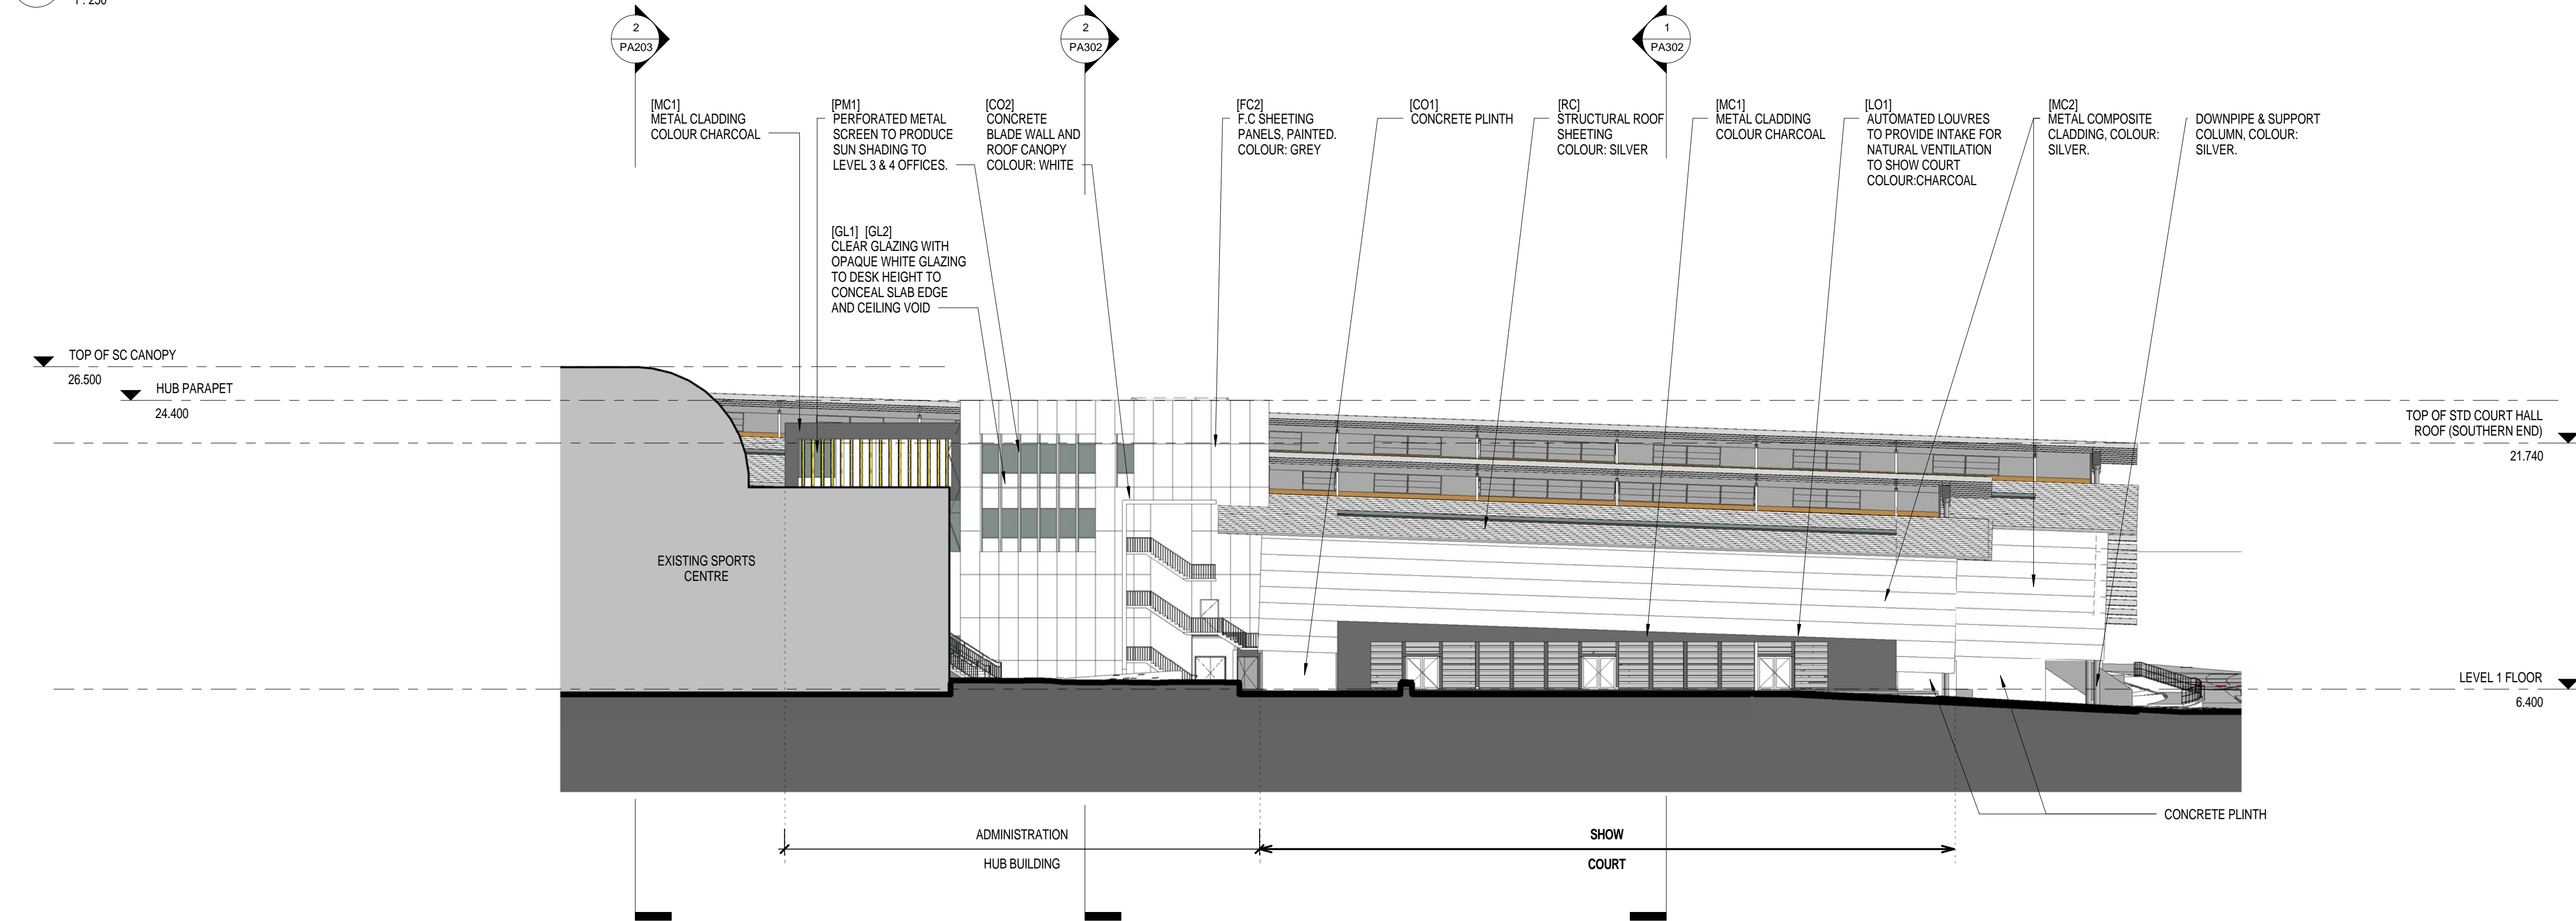 1 : 250
2
PA203
2
PA302
1
PA302
[MC1]
METAL CLADDING
COLOUR CHARCOAL
[PM1]
PERFORATED METAL
SCREEN TO PRODUCE
SUN SHADING TO
LEVEL 3 & 4 OFFICES.
[CO2]
CONCRETE
BLADE WALL AND
ROOF CANOPY
COLOUR: WHITE
[FC2]
F.C SHEETING
PANELS, PAINTED.
COLOUR: GREY
[CO1]
CONCRETE PLINTH
[RC]
STRUCTURAL ROOF
SHEETING
COLOUR: SILVER
[MC1]
METAL CLADDING
COLOUR CHARCOAL
[LO1]
AUTOMATED LOUVRES
TO PROVIDE INTAKE FOR
NATURAL VENTILATION
TO SHOW COURT
COLOUR:CHARCOAL
[MC2]
METAL COMPOSITE
CLADDING, COLOUR:
SILVER.
DOWNPIPE & SUPPORT
COLUMN, COLOUR:
SILVER.
[GL1] [GL2]
CLEAR GLAZING WITH
OPAQUE WHITE GLAZING
TO DESK HEIGHT TO
CONCEAL SLAB EDGE
AND CEILING VOID
TOP OF SC CANOPY
26.500
HUB PARAPET
24.400
TOP OF STD COURT HALL
ROOF (SOUTHERN END)
21.740
EXISTING SPORTS
CENTRE
LEVEL 1 FLOOR
6.400
CONCRETE PLINTH
ADMINISTRATION
HUB BUILDING
SHOW
COURT